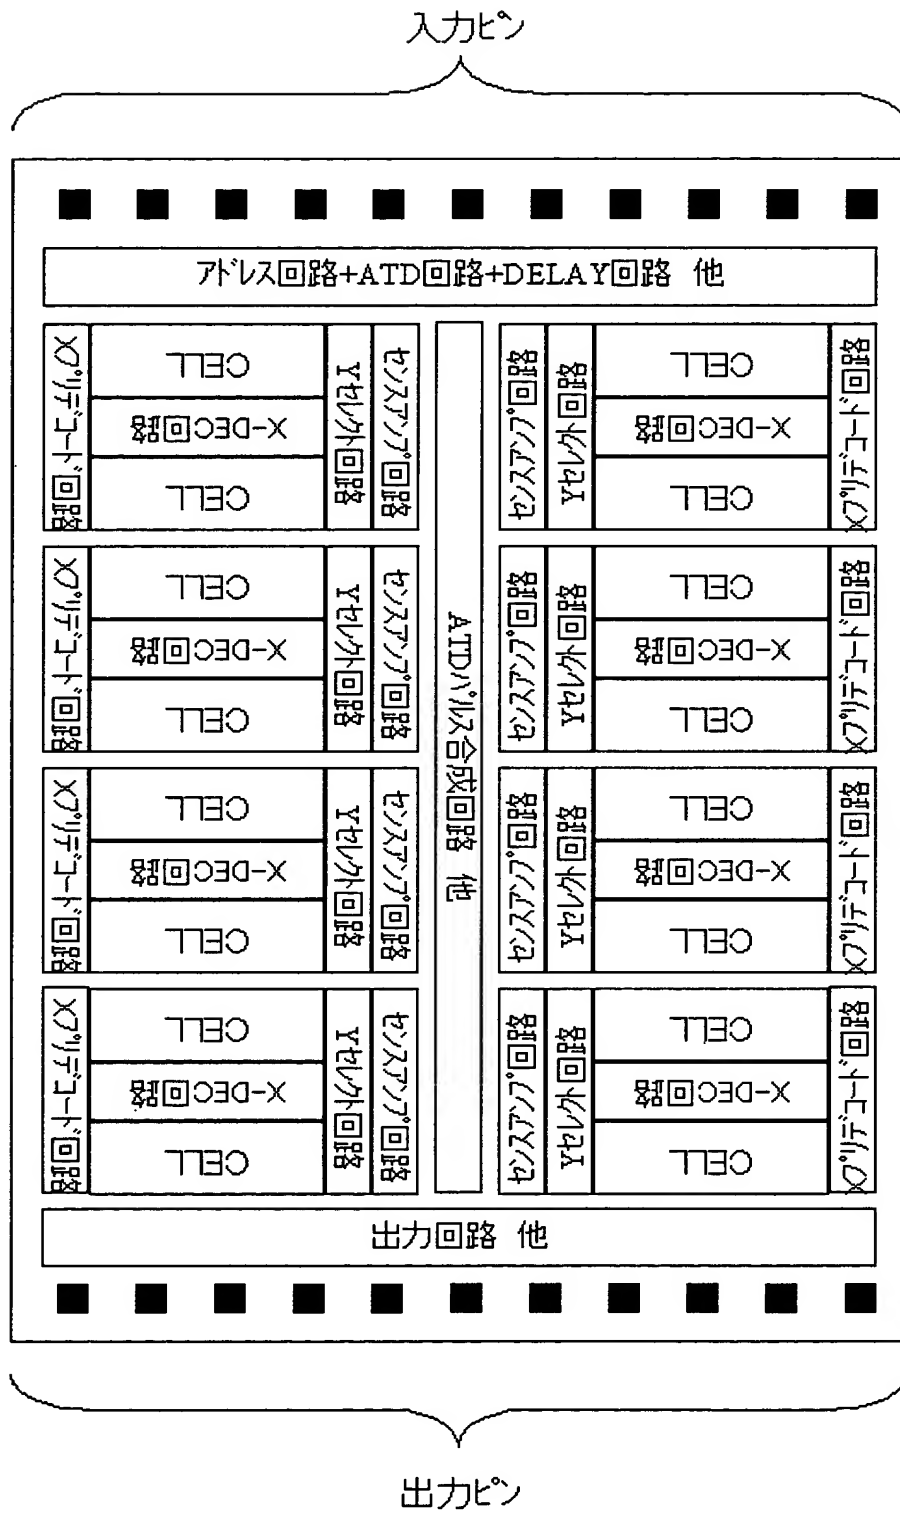 入力ピン
アドレス回路+ATD回路+DELAY回路 他
Xプリデコード回路
CELL
X-DEC回路
CELL
Yセレクト回路
センスアンプ回路
センスアンプ回路
Yセレクト回路
CELL
X-DEC回路
CELL
Xプリデコード回路
Xプリデコード回路
CELL
X-DEC回路
CELL
Yセレクト回路
センスアンプ回路
ATDパルス合成回路 他
センスアンプ回路
Yセレクト回路
CELL
X-DEC回路
CELL
Xプリデコード回路
Xプリデコード回路
CELL
X-DEC回路
CELL
Yセレクト回路
センスアンプ回路
センスアンプ回路
Yセレクト回路
CELL
X-DEC回路
CELL
Xプリデコード回路
Xプリデコード回路
CELL
X-DEC回路
CELL
Yセレクト回路
センスアンプ回路
センスアンプ回路
Yセレクト回路
CELL
X-DEC回路
CELL
Xプリデコード回路
出力回路 他
出力ピン